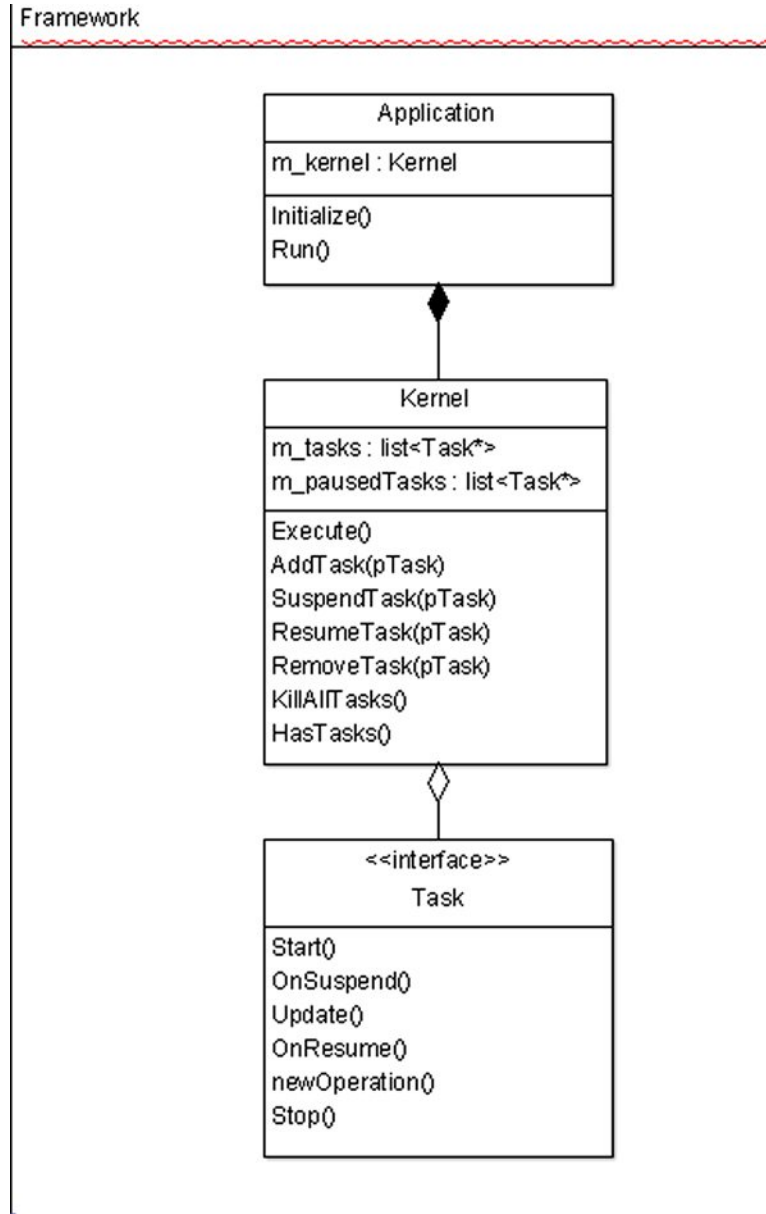 Framework
Application
m_kernel : Kernel
Initialize()
Run()
Kernel
m_tasks : list<Task*>
m_pausedTasks : list<Task*>
Execute()
AddTask(pTask)
SuspendTask(pTask)
ResumeTask(pTask)
RemoveTask(pTask)
KillAllTasks()
HasTasks()
<<interface>>
Task
Start()
OnSuspend()
Update()
OnResume()
newOperation()
Stop()